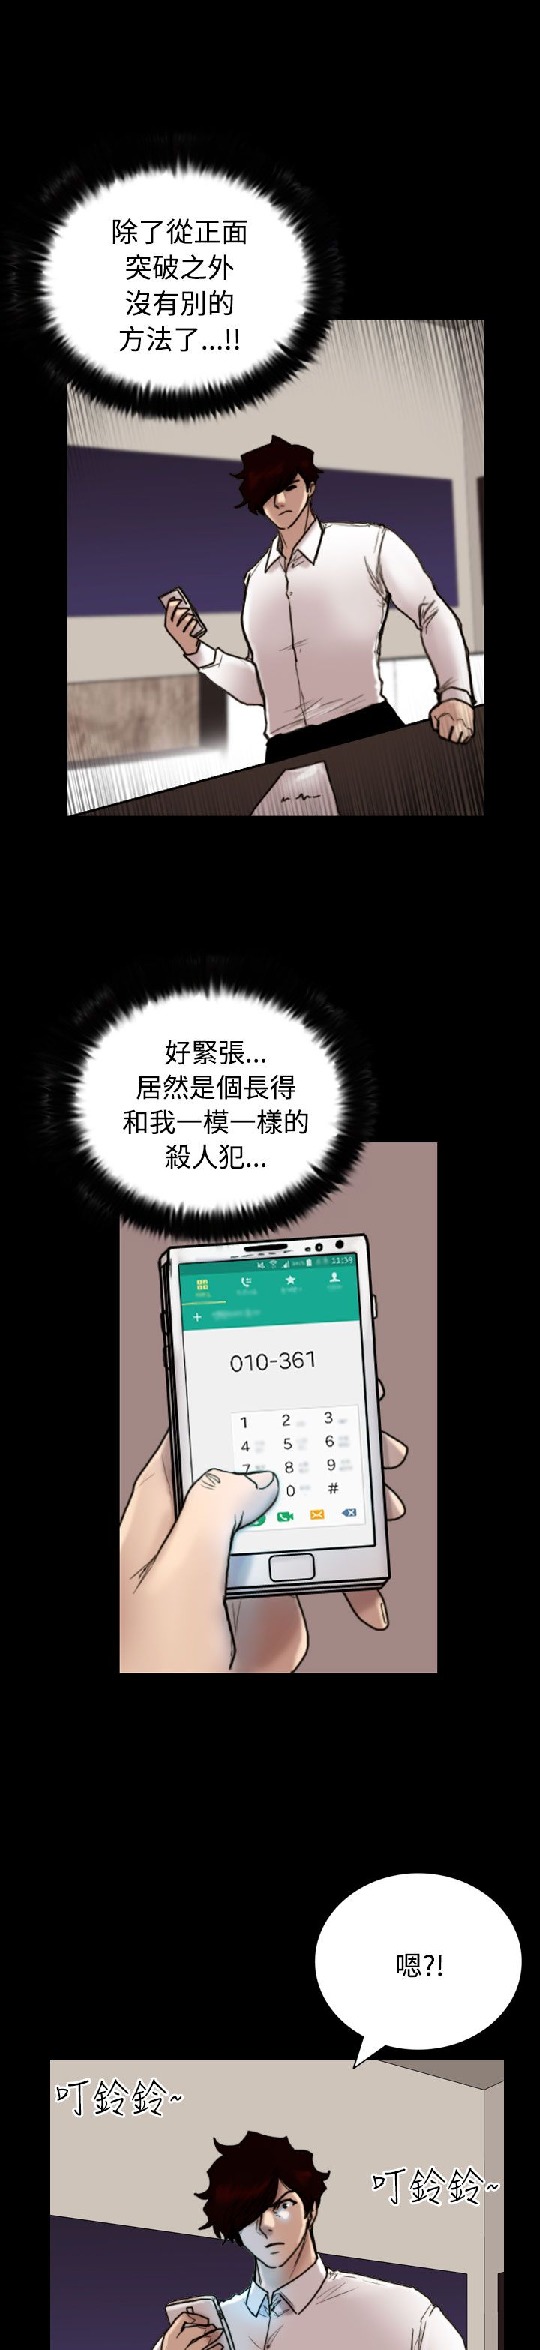 除了從正面
突破之外
沒有別的
方法了...!!
好緊張...
居然是個長得
和我一模一樣的
殺人犯...
11:59
+
010-361
1 2 3
4 5 6
7 8 9
0 #
嗯?!
叮鈴鈴~
叮鈴鈴~